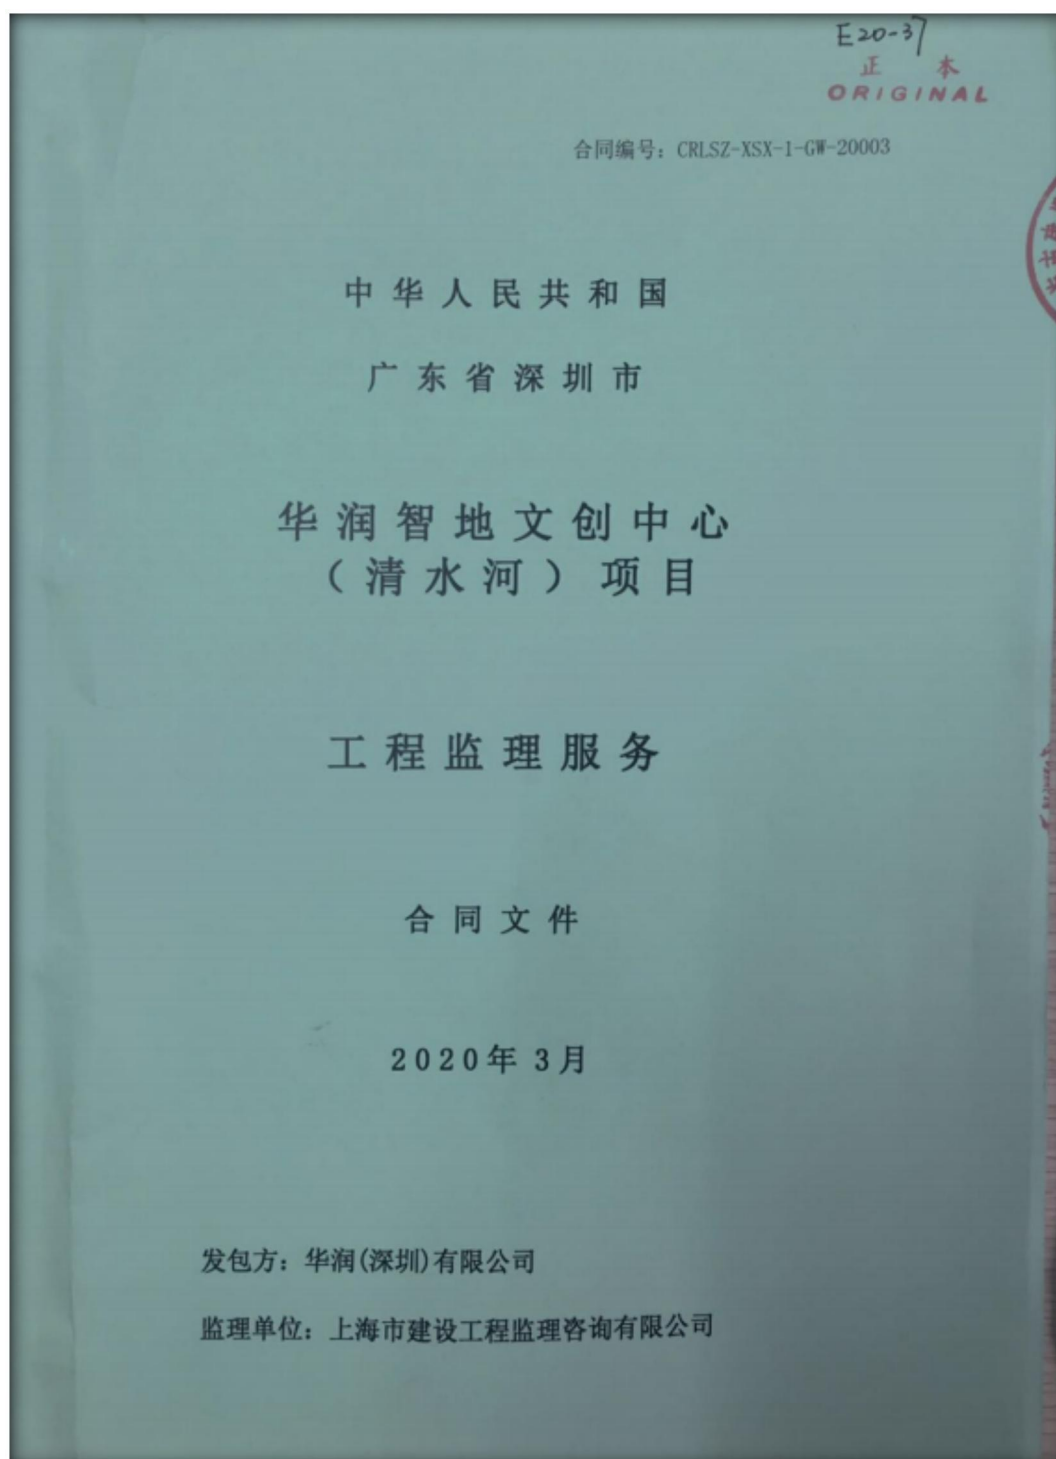 E20-37
正 本
ORIGINAL
合同编号：CRLSZ-XSX-1-GW-20003
中华人民共和国
广东省深圳市
华润智地文创中心
（清水河）项目
工程监理服务
合同文件
2020年3月
发包方：华润(深圳)有限公司
监理单位：上海市建设工程监理咨询有限公司